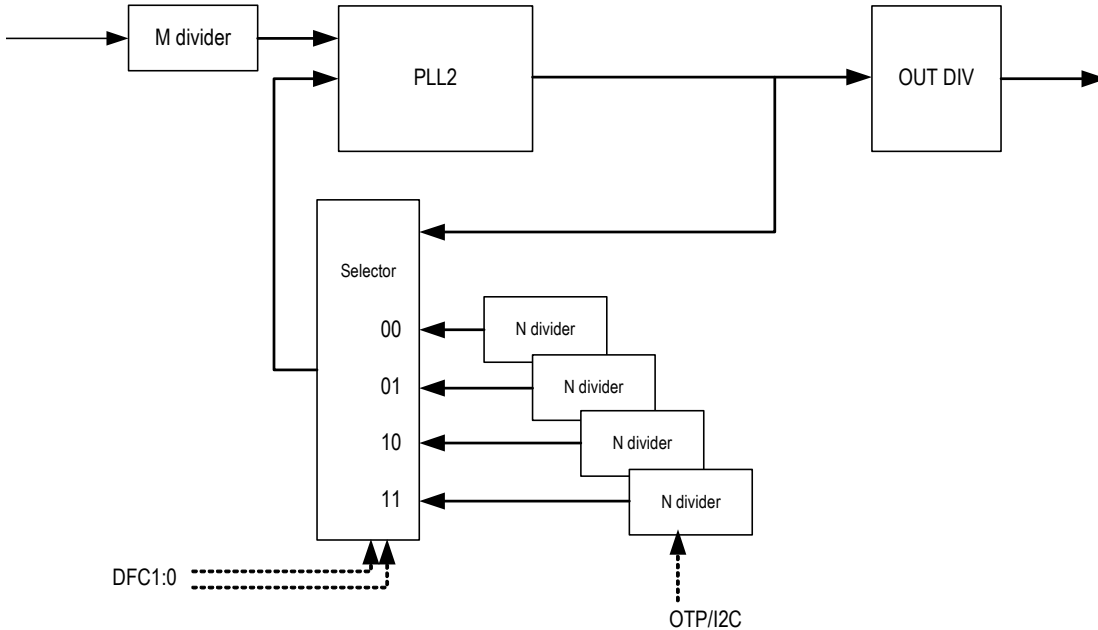 M divider
PLL2
OUT DIV
Selector
00
N divider
01
N divider
10
N divider
11
N divider
DFC1:0
OTP/I2C